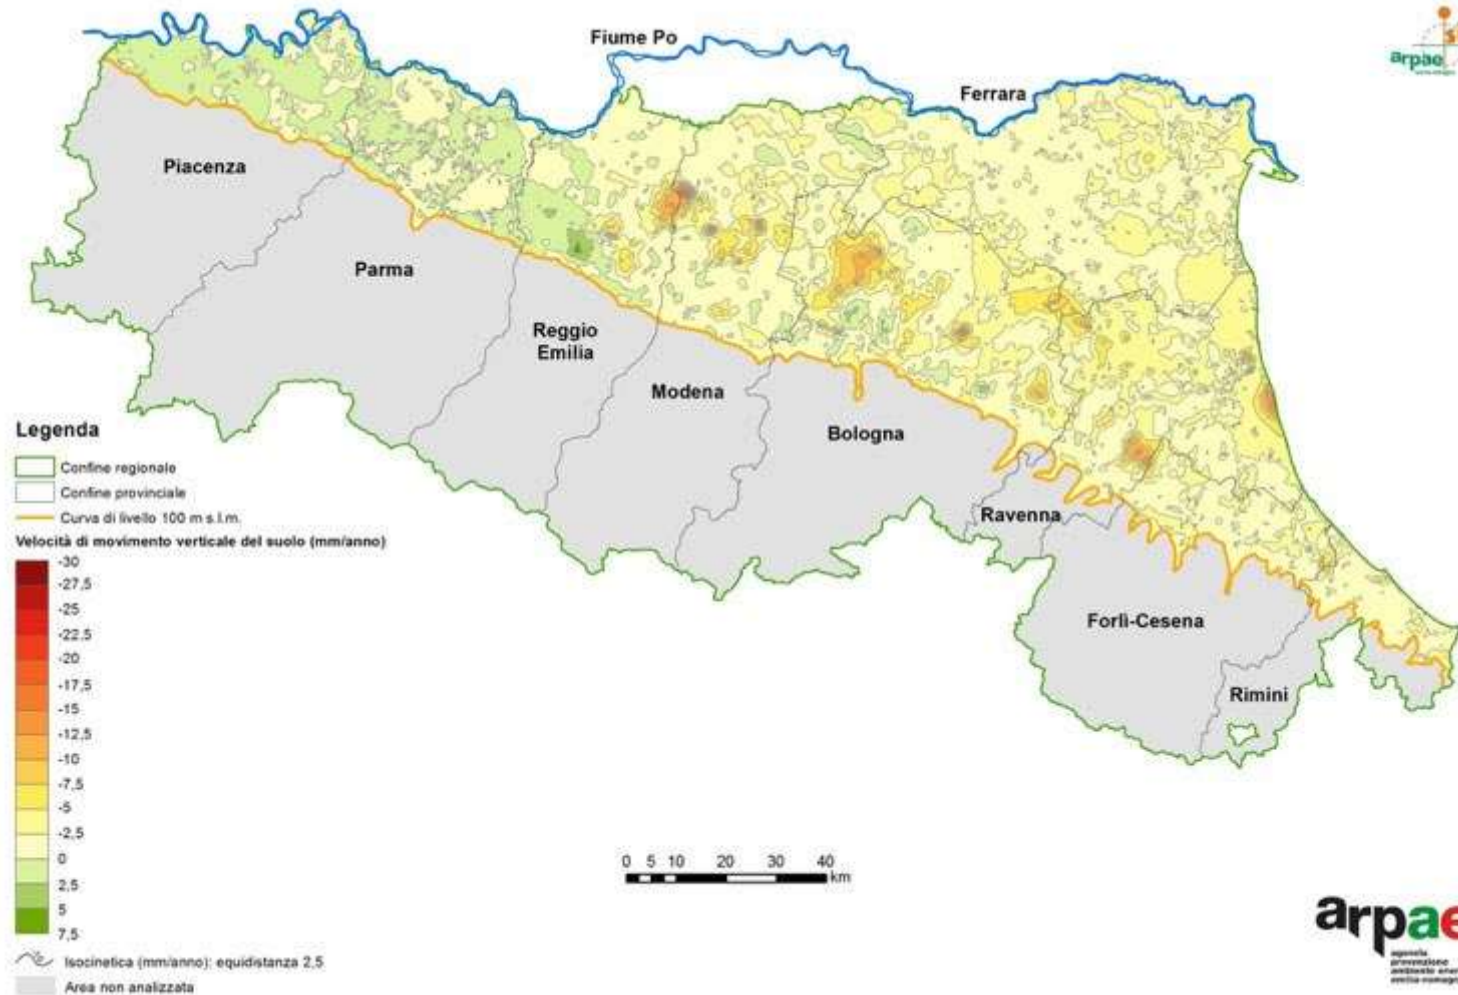 Fiume Po
arpae
Ferrara
Piacenza
Parma
Reggio
Emilia
Modena
Bologna
Ravenna
Forlì-Cesena
Rimini
Legenda
Confine regionale
Confine provinciale
Curva di livello 100 m s.l.m.
Velocità di movimento verticale del suolo (mm/anno)
-30
-27,5
-25
-22,5
-20
-17,5
-15
-12,5
-10
-7,5
-5
-2,5
0
2,5
5
7,5
Isocinetica (mm/anno): equidistanza 2,5
Area non analizzata
0 5 10 20 30 40
km
arpae
agenzia
prevenzione